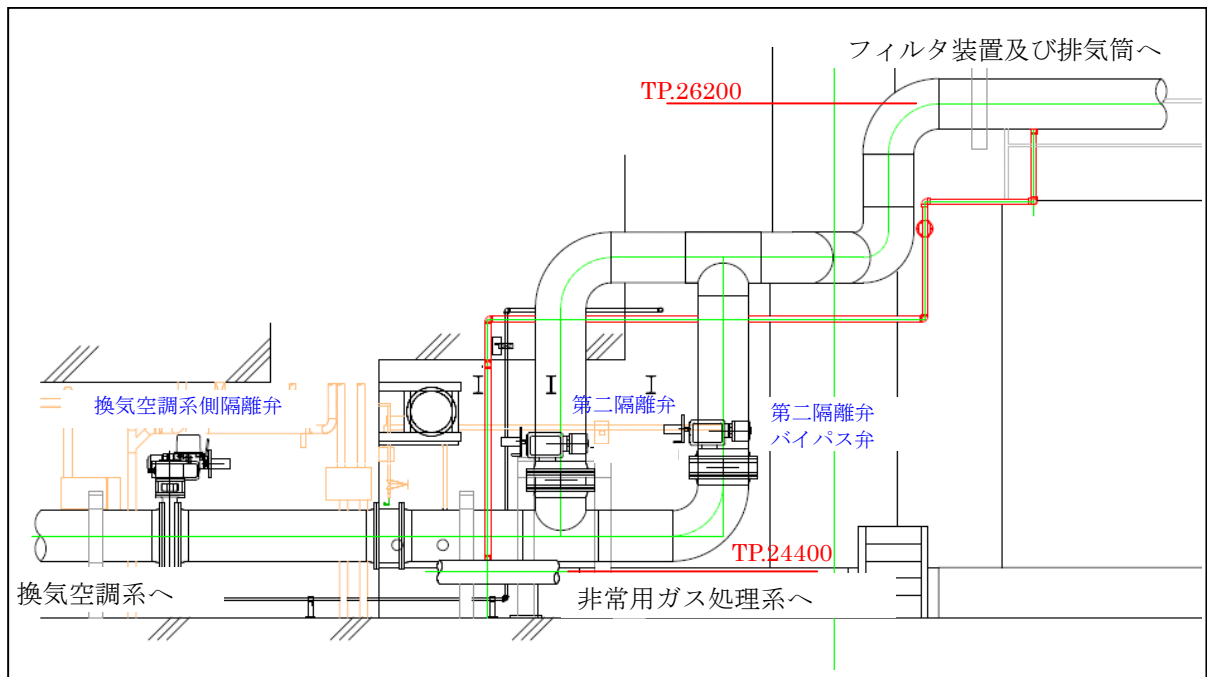 フィルタ装置及び排気筒へ
TP.26200
換気空調系側隔離弁
第二隔離弁
第二隔離弁
バイパス弁
TP.24400
換気空調系へ
非常用ガス処理系へ